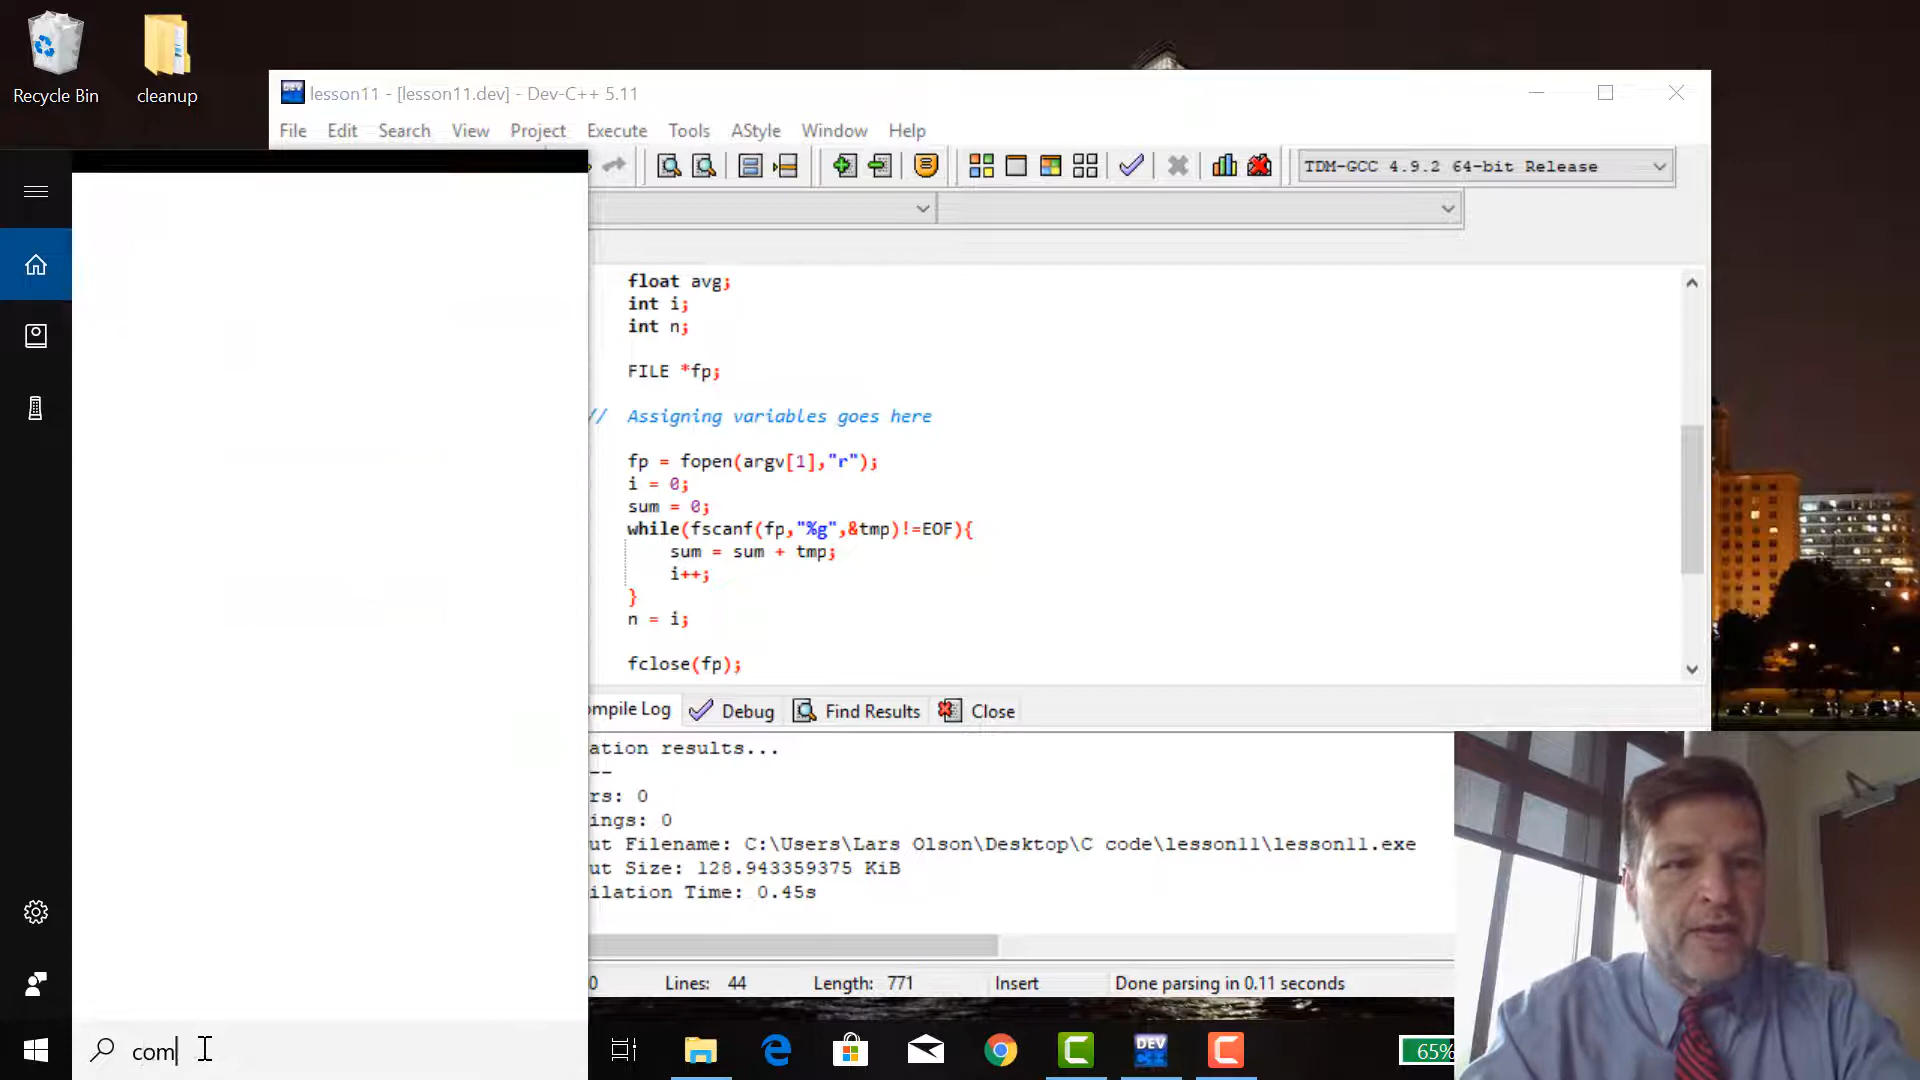 Recycle Bin
cleanup
lesson11 - [lesson11.dev] - Dev-C++ 5.11
File Edit Search View Project Execute Tools AStyle Window Help
TDM-GCC 4.9.2 64-bit Release
float avg;
int i;
int n;
FILE *fp;
// Assigning variables goes here
fp = fopen(argv[1],"r");
i = 0;
sum = 0;
while(fscanf(fp,"%g",&tmp)!=EOF){
sum = sum + tmp;
i++;
}
n = i;
fclose(fp);
ompile Log Debug Find Results Close
ation results...
--
rs: 0
ings: 0
ut Filename: C:\Users\Lars Olson\Desktop\C code\lesson11\lesson11.exe
ut Size: 128.943359375 KiB
ilation Time: 0.45s
0 Lines: 44 Length: 771 Insert Done parsing in 0.11 seconds
com
DEV
65%